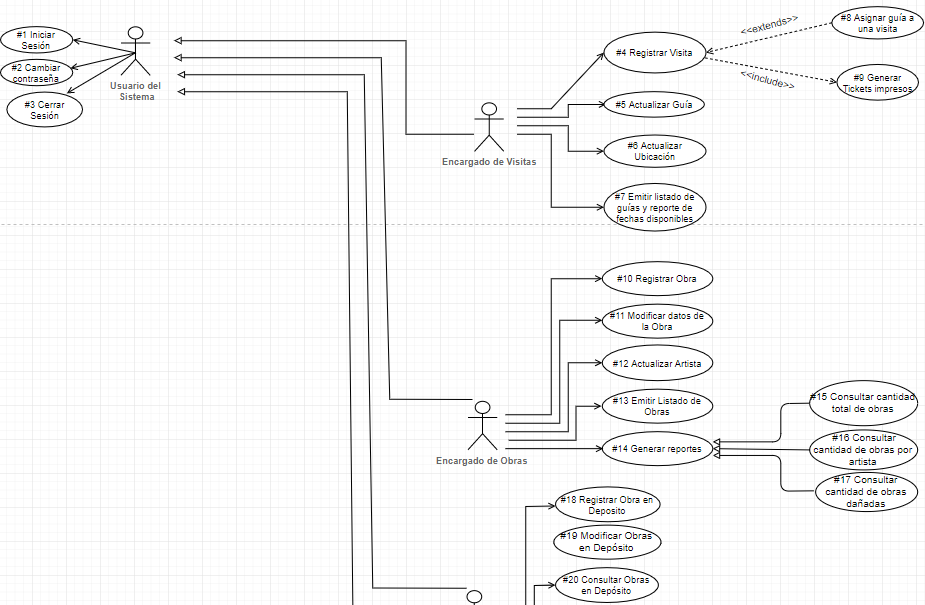 #1 Iniciar
Sesión
#2 Cambiar
contraseña
#3 Cerrar
Sesión
Usuario del
Sistema
Encargado de Visitas
#4 Registrar Visita
<<extends>>
#8 Asignar guía a
una visita
<<include>>
#9 Generar
Tickets impresos
#5 Actualizar Guía
#6 Actualizar
Ubicación
#7 Emitir listado de
guías y reporte de
fechas disponibles
#10 Registrar Obra
#11 Modificar datos de
la Obra
#12 Actualizar Artista
#13 Emitir Listado de
Obras
#14 Generar reportes
Encargado de Obras
#15 Consultar cantidad
total de obras
#16 Consultar
cantidad de obras por
artista
#17 Consultar
cantidad de obras
dañadas
#18 Registrar Obra en
Deposito
#19 Modificar Obras
en Depósito
#20 Consultar Obras
en Depósito